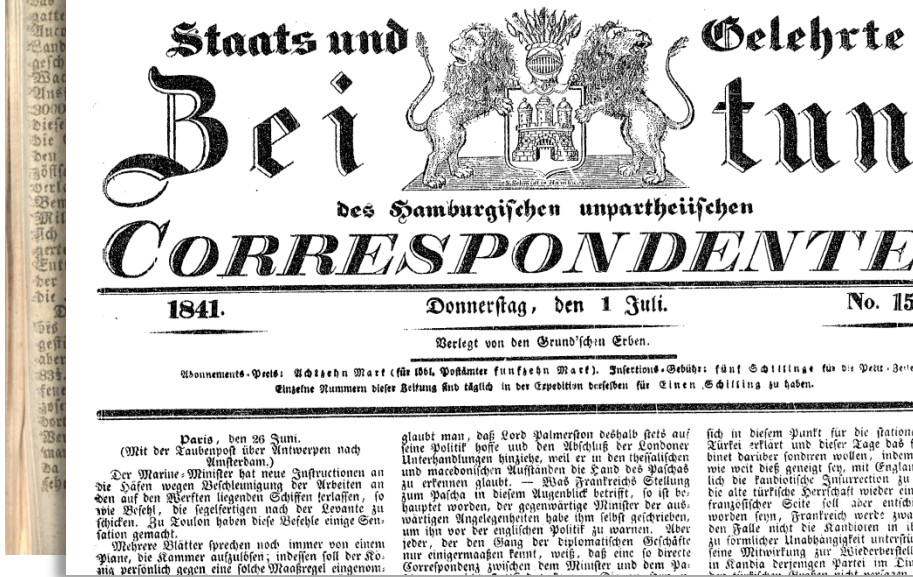 Staats und Gelehrte
Zeitun
des Hamburgischen unpartheiischen
CORRESPONDENTE
1841. Donnerstag, den 1 Juli. No. 15
Verlegt von den Grund'schen Erben.
Abonnements-Preis: Achtzehn Mark (für löbl. Postämter funfzehn Mark). Insertions-Gebühr: fünf Schillinge für die Petit-Zeile
Einzelne Nummern dieser Zeitung sind täglich in der Expedition derselben für Einen Schilling zu haben.
Paris, den 26 Juni.
(Mit der Taubenpost über Antwerpen nach
Amsterdam.)
Der Marine-Minister hat neue Instructionen an
die Häfen wegen Beschleunigung der Arbeiten an
den auf den Werften liegenden Schiffen erlassen, so
wie Befehl, die segelfertigen nach der Levante zu
schicken. Zu Toulon haben diese Befehle einige Sen-
sation gemacht.
Mehrere Blätter sprechen noch immer von einem
Plane, die Kammer aufzulösen; indessen soll der Kö-
nig persönlich gegen eine solche Maaßregel eingenom-
glaubt man, daß Lord Palmerston deshalb stets auf
seine Politik hoffe und den Abschluß der Londoner
Unterhandlungen hinziehe, weil er in den thessalischen
und macedonischen Aufständen die Hand des Paschas
zu erkennen glaubt. — Was Frankreichs Stellung
zum Pascha in diesem Augenblick betrifft, so ist be-
hauptet worden, der gegenwärtige Minister der aus-
wärtigen Angelegenheiten habe ihm selbst geschrieben,
um ihn vor der englischen Politik zu warnen. Aber
jeder, der den Gang der diplomatischen Geschäfte
nur einigermaaßen kennt, weiß, daß eine so directe
Correspondenz zwischen dem Minister und dem Pa-
sich in diesem Punkt für die statione
Türkei erklärt und dieser Tage das
binet darüber sondiren wollen, indem
wie weit dieß geneigt sey, mit Englan
lich die kandiotische Insurrection zu
die alte türkische Herrschaft wieder ein
französischer Seite soll aber entschi
worden seyn, Frankreich werde zwar
den Falle nicht die Kandioten in i
zu förmlicher Unabhängigkeit unterstü
seine Mitwirkung zur Wiederherstell
in Kandia derjenigen Partei im Di